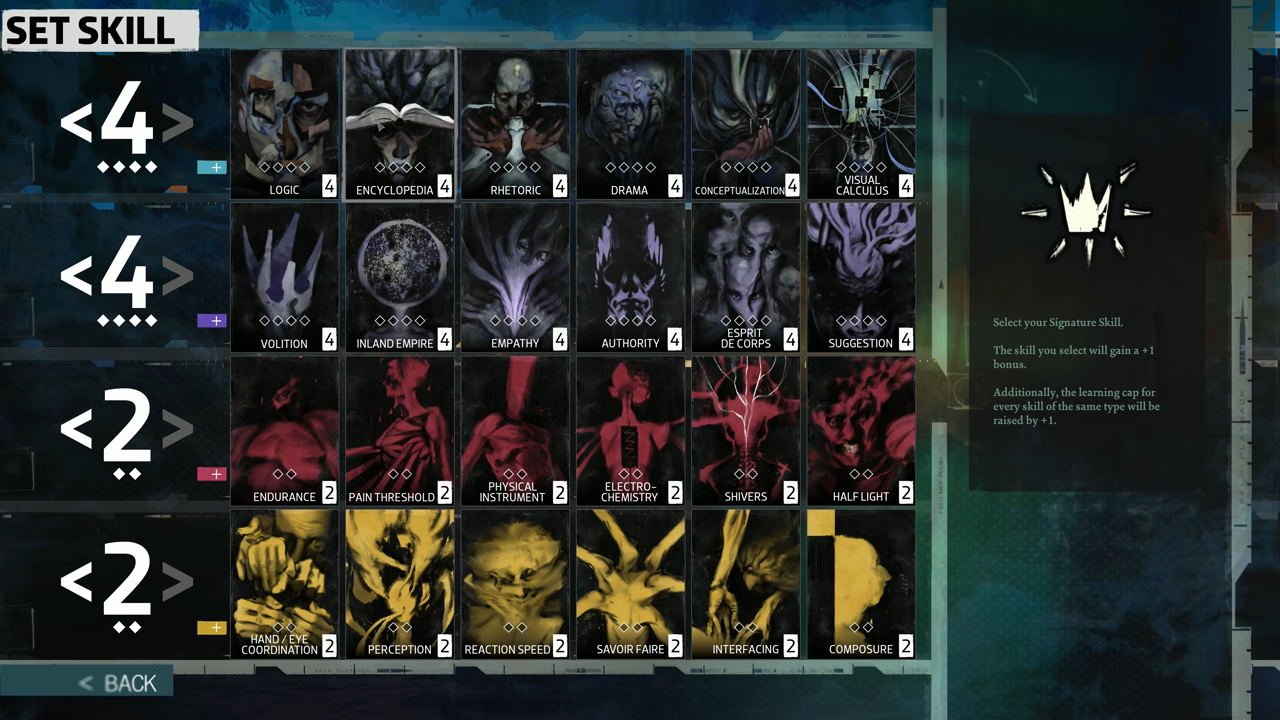 SET SKILL
<4>
+
LOGIC 4
ENCYCLOPEDIA 4
RHETORIC 4
DRAMA 4
CONCEPTUALIZATION 4
VISUAL
CALCULUS 4
<4>
+
VOLITION 4
INLAND EMPIRE 4
EMPATHY 4
AUTHORITY 4
ESPRIT
DE CORPS 4
SUGGESTION 4
<2>
+
ENDURANCE 2
PAIN THRESHOLD 2
PHYSICAL
INSTRUMENT 2
ELECTRO-
CHEMISTRY 2
SHIVERS 2
HALF LIGHT 2
<2>
+
HAND / EYE
COORDINATION 2
PERCEPTION 2
REACTION SPEED 2
SAVOIR FAIRE 2
INTERFACING 2
COMPOSURE 2
Select your Signature Skill.
The skill you select will gain a +1
bonus.
Additionally, the learning cap for
every skill of the same type will be
raised by +1.
< BACK